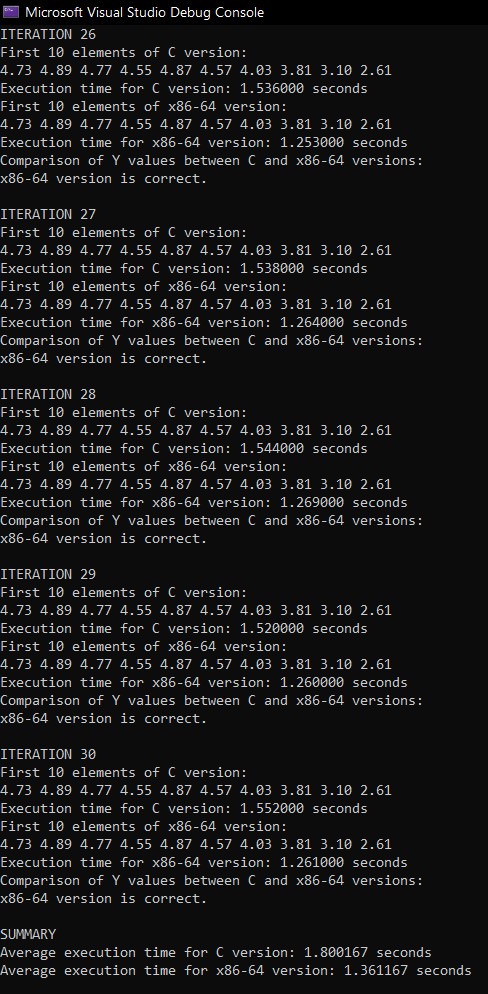 Microsoft Visual Studio Debug Console
ITERATION 26
First 10 elements of C version:
4.73 4.89 4.77 4.55 4.87 4.57 4.03 3.81 3.10 2.61
Execution time for C version: 1.536000 seconds
First 10 elements of x86-64 version:
4.73 4.89 4.77 4.55 4.87 4.57 4.03 3.81 3.10 2.61
Execution time for x86-64 version: 1.253000 seconds
Comparison of Y values between C and x86-64 versions:
x86-64 version is correct.
ITERATION 27
First 10 elements of C version:
4.73 4.89 4.77 4.55 4.87 4.57 4.03 3.81 3.10 2.61
Execution time for C version: 1.538000 seconds
First 10 elements of x86-64 version:
4.73 4.89 4.77 4.55 4.87 4.57 4.03 3.81 3.10 2.61
Execution time for x86-64 version: 1.264000 seconds
Comparison of Y values between C and x86-64 versions:
x86-64 version is correct.
ITERATION 28
First 10 elements of C version:
4.73 4.89 4.77 4.55 4.87 4.57 4.03 3.81 3.10 2.61
Execution time for C version: 1.544000 seconds
First 10 elements of x86-64 version:
4.73 4.89 4.77 4.55 4.87 4.57 4.03 3.81 3.10 2.61
Execution time for x86-64 version: 1.269000 seconds
Comparison of Y values between C and x86-64 versions:
x86-64 version is correct.
ITERATION 29
First 10 elements of C version:
4.73 4.89 4.77 4.55 4.87 4.57 4.03 3.81 3.10 2.61
Execution time for C version: 1.520000 seconds
First 10 elements of x86-64 version:
4.73 4.89 4.77 4.55 4.87 4.57 4.03 3.81 3.10 2.61
Execution time for x86-64 version: 1.260000 seconds
Comparison of Y values between C and x86-64 versions:
x86-64 version is correct.
ITERATION 30
First 10 elements of C version:
4.73 4.89 4.77 4.55 4.87 4.57 4.03 3.81 3.10 2.61
Execution time for C version: 1.552000 seconds
First 10 elements of x86-64 version:
4.73 4.89 4.77 4.55 4.87 4.57 4.03 3.81 3.10 2.61
Execution time for x86-64 version: 1.261000 seconds
Comparison of Y values between C and x86-64 versions:
x86-64 version is correct.
SUMMARY
Average execution time for C version: 1.800167 seconds
Average execution time for x86-64 version: 1.361167 seconds